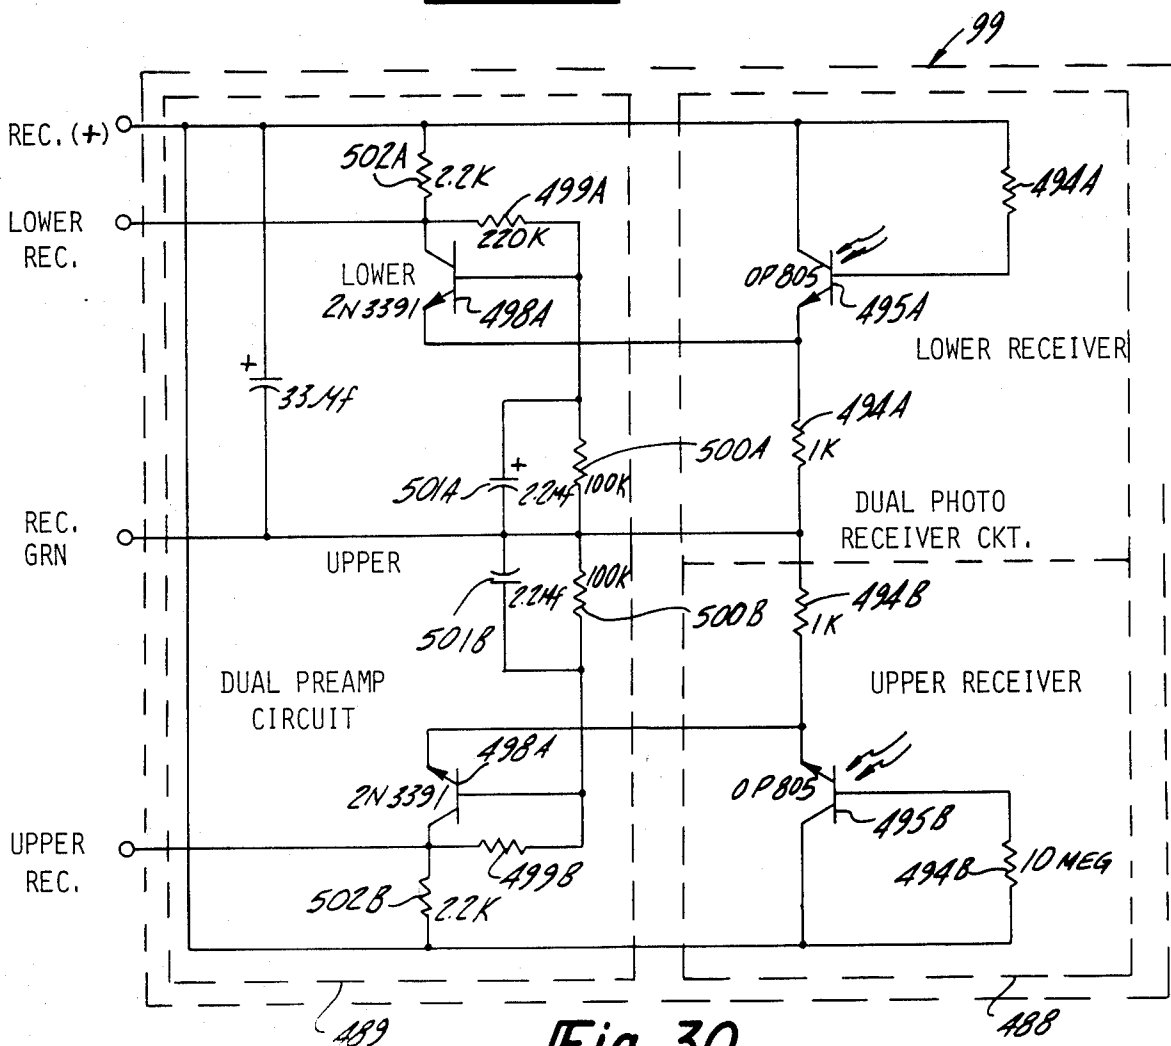 99
REC. (+)
502A
2.2K
499A
220K
494A
LOWER
REC.
LOWER
2N3391
498A
OP805
495A
LOWER RECEIVER
+
33Mf
494A
1K
500A
501A
+
2.2Mf
100K
DUAL PHOTO
RECEIVER CKT.
REC.
GRN
UPPER
2.2Mf
100K
494B
1K
500B
501B
DUAL PREAMP
CIRCUIT
UPPER RECEIVER
498A
2N3391
OP805
495B
UPPER
REC.
499B
494B
10 MEG
502B
2.2K
489
488
Fig. 30